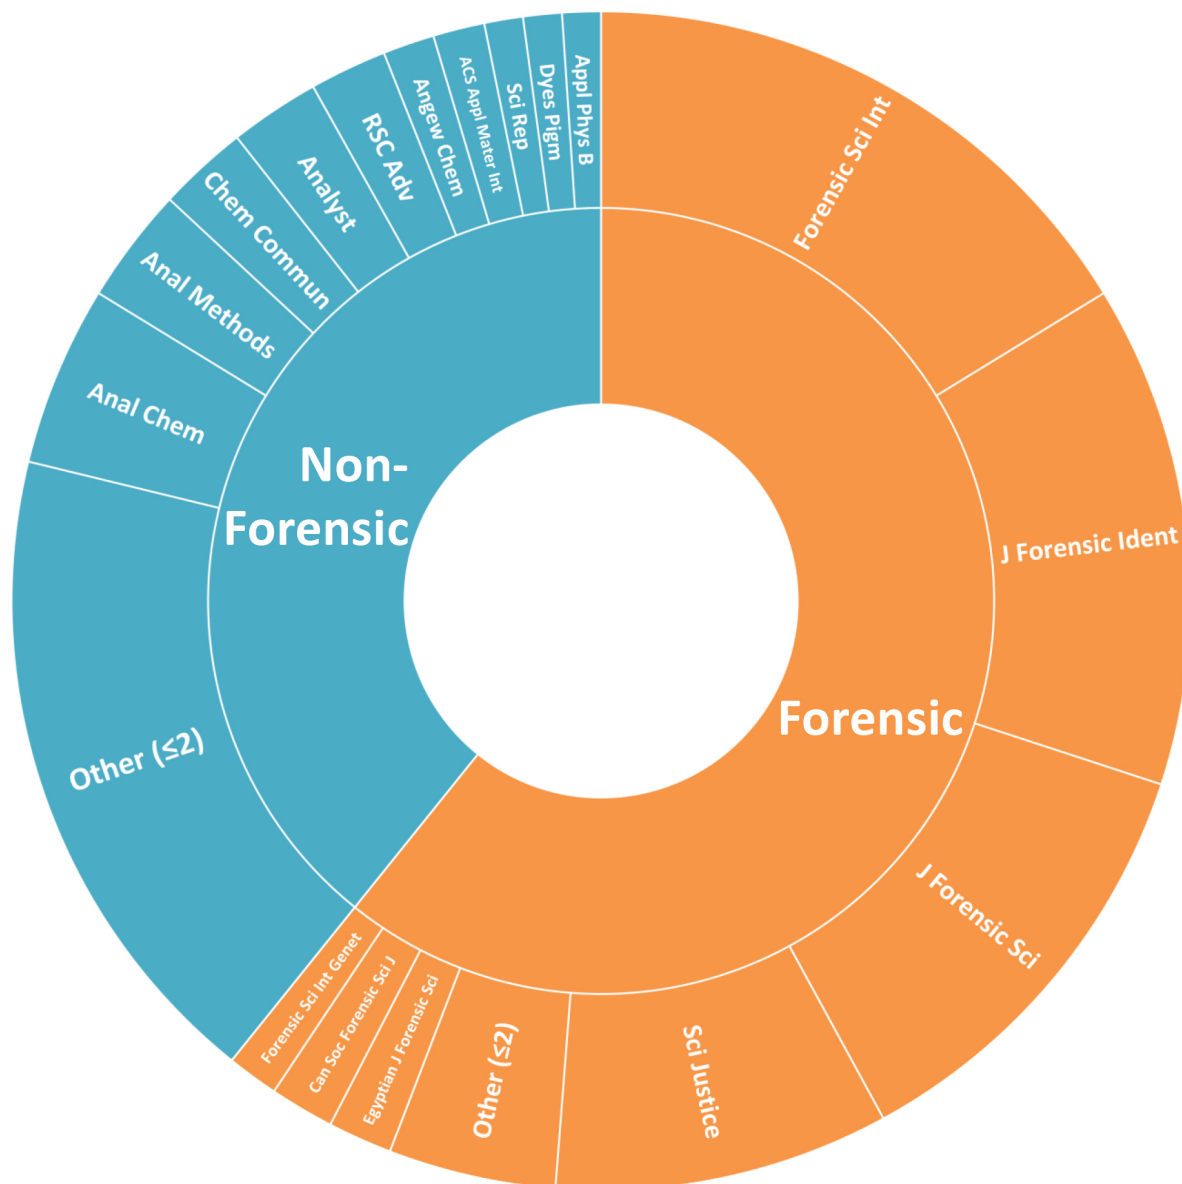 Forensic
Forensic Sci Int
J Forensic Ident
J Forensic Sci
Sci Justice
Other (≤2)
Egyptian J Forensic Sci
Can Soc Forensic Sci J
Forensic Sci Int Genet
Non-
Forensic
Other (≤2)
Anal Chem
Anal Methods
Chem Commun
Analyst
RSC Adv
Angew Chem
ACS Appl Mater Int
Sci Rep
Dyes Pigm
Appl Phys B